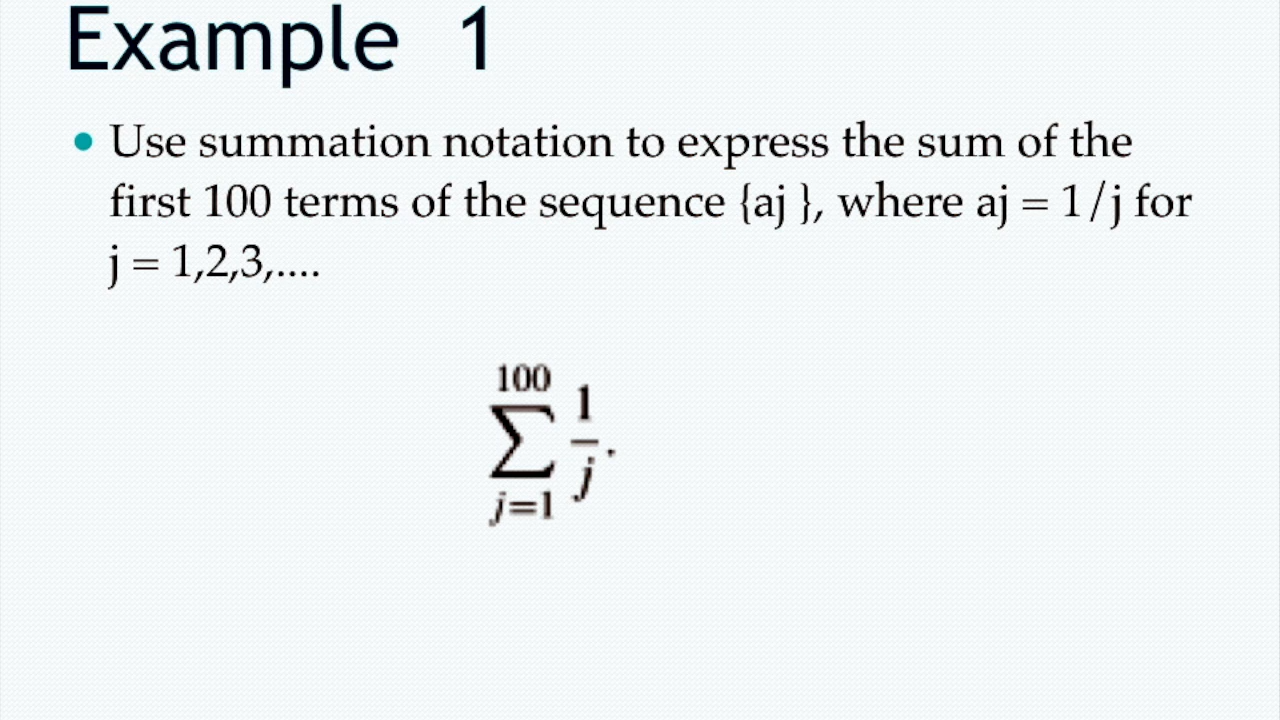 Example 1
• Use summation notation to express the sum of the
first 100 terms of the sequence {aj }, where aj = 1/j for
j = 1,2,3,....
100
∑ 1/j.
j=1